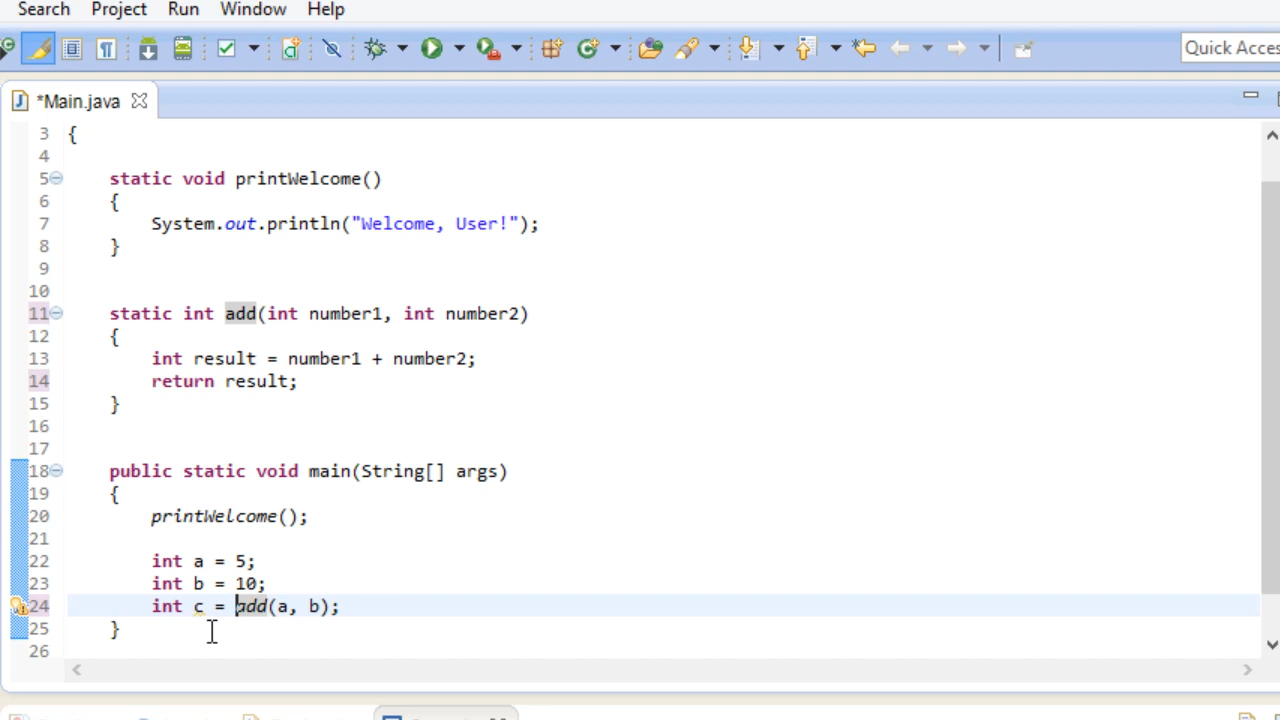 Search Project Run Window Help
Quick Acces
*Main.java
3 {
4
5 static void printWelcome()
6 {
7 System.out.println("Welcome, User!");
8 }
9
10
11 static int add(int number1, int number2)
12 {
13 int result = number1 + number2;
14 return result;
15 }
16
17
18 public static void main(String[] args)
19 {
20 printWelcome();
21
22 int a = 5;
23 int b = 10;
24 int c = add(a, b);
25 }
26